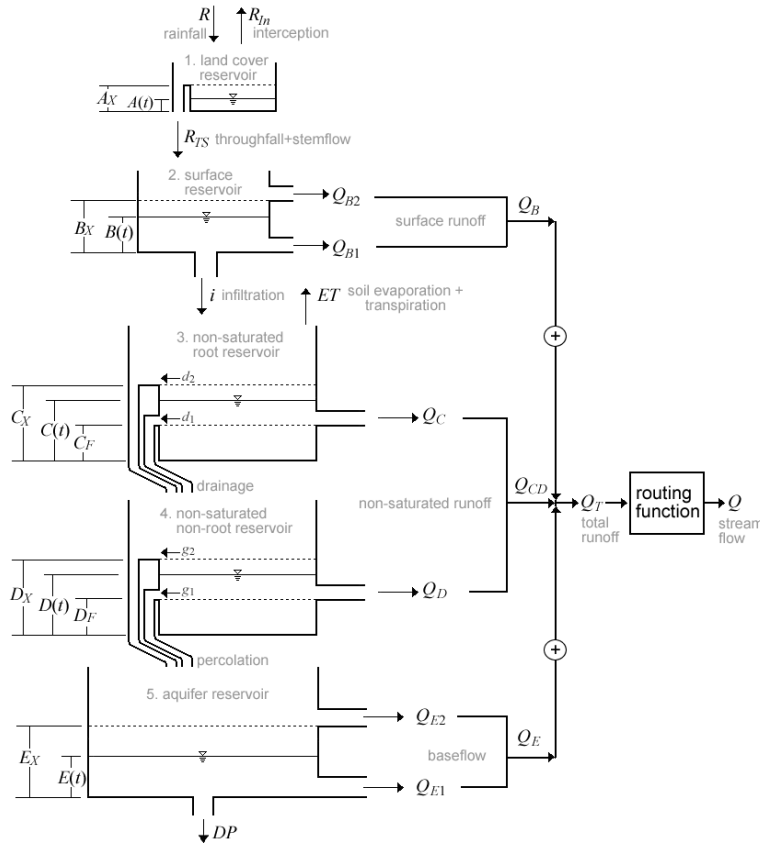 R
R_In
rainfall
interception
1. land cover
reservoir
A_X
A(t)
R_TS throughfall+stemflow
2. surface
reservoir
Q_B2
Q_B
B_X
B(t)
surface runoff
Q_B1
i infiltration
ET soil evaporation +
transpiration
3. non-saturated
root reservoir
+
d_2
C_X
C(t)
C_F
d_1
Q_C
drainage
4. non-saturated
non-root reservoir
non-saturated runoff
Q_CD
Q_T
total
runoff
routing
function
Q
stream
flow
g_2
D_X
D(t)
D_F
g_1
Q_D
percolation
+
5. aquifer reservoir
Q_E2
Q_E
E_X
E(t)
baseflow
Q_E1
DP